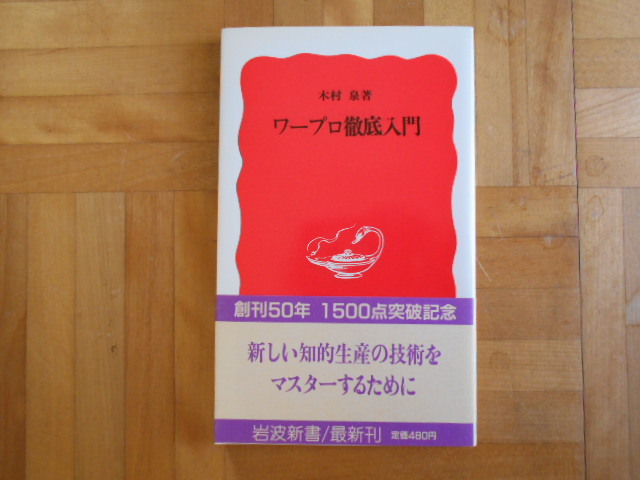 木村 泉著
ワープロ徹底入門
創刊50年 1500点突破記念
新しい知的生産の技術を
マスターするために
岩波新書/最新刊 定価480円